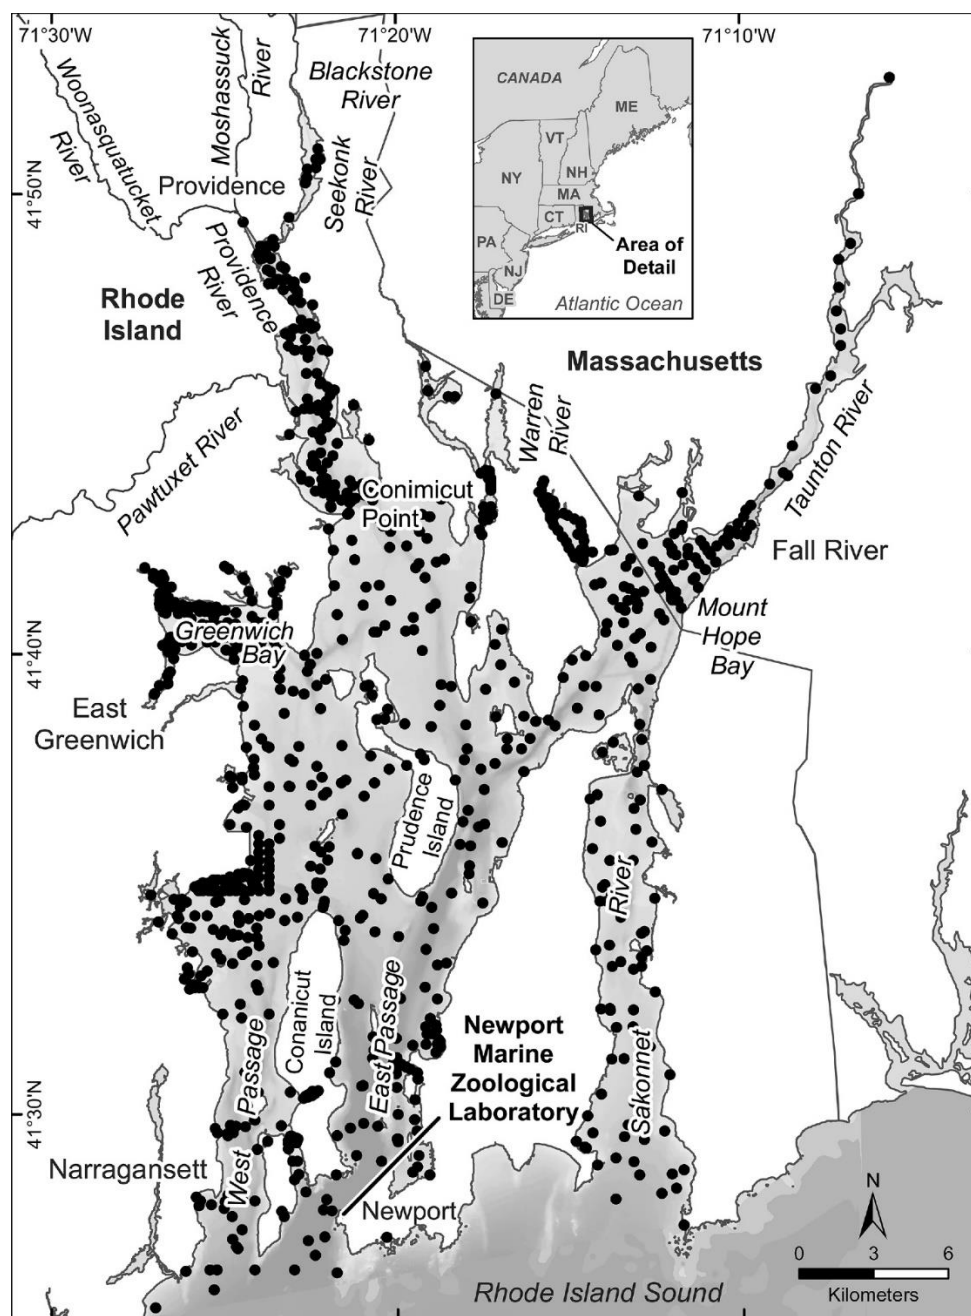 71°30'W
71°20'W
71°10'W
Woonasquatucket
River
Moshassuck
River
Blackstone
River
CANADA
ME
VT
NH
NY
MA
CT
RI
PA
NJ
DE
Area of
Detail
Atlantic Ocean
41°50'N
Providence
Seekonk
River
Providence
River
Rhode
Island
Massachusetts
Warren
River
Taunton River
Pawtuxet River
Conimicut
Point
Fall River
Greenwich
Bay
Mount
Hope
Bay
41°40'N
East
Greenwich
Prudence
Island
Sakonnet
River
Conanicut
Island
East Passage
West
Passage
Newport
Marine
Zoological
Laboratory
41°30'N
Narragansett
Newport
N
0 3 6
Kilometers
Rhode Island Sound